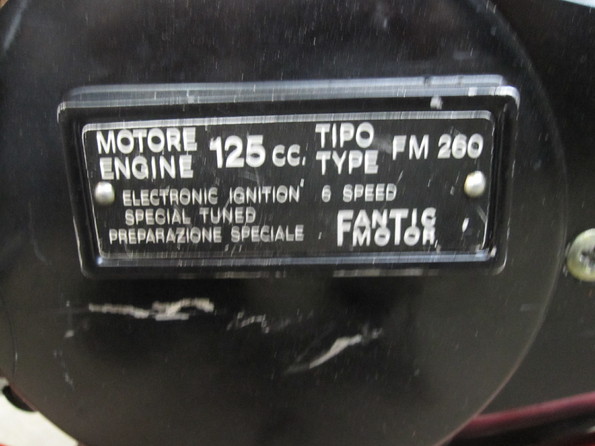 MOTORE 125 cc. TIPO FM 260
ENGINE TYPE
ELECTRONIC IGNITION 6 SPEED
SPECIAL TUNED
PREPARAZIONE SPECIALE
FANTIC
MOTOR